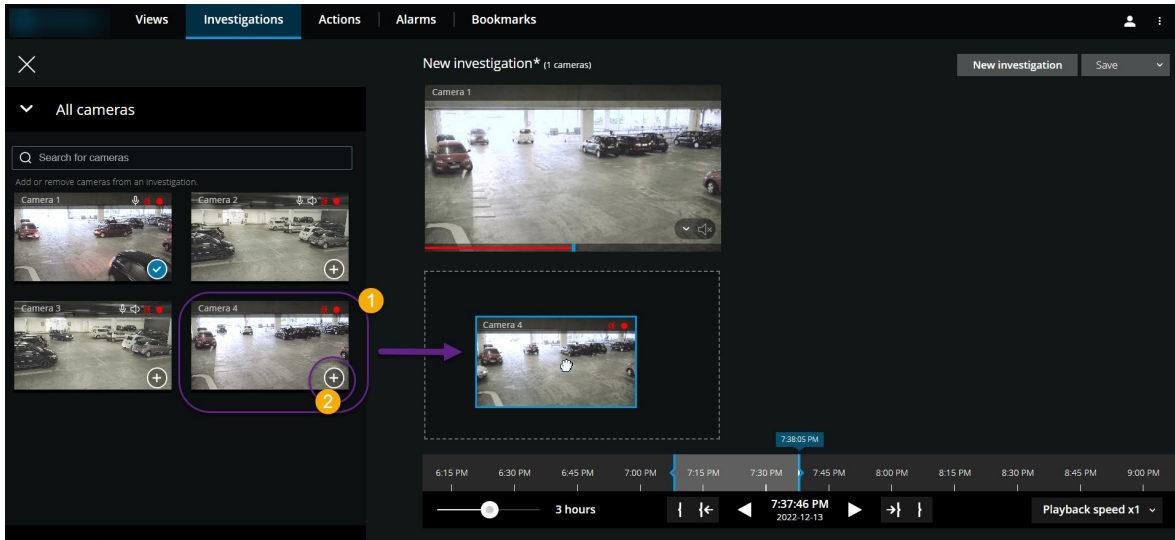 Views Investigations Actions Alarms Bookmarks
New investigation* (1 cameras)
New investigation Save
All cameras
Search for cameras
Add or remove cameras from an investigation.
Camera 1
Camera 2
Camera 3
Camera 4
1
2
Camera 1
Camera 4
7:38:05 PM
6:15 PM 6:30 PM 6:45 PM 7:00 PM 7:15 PM 7:30 PM 7:45 PM 8:00 PM 8:15 PM 8:30 PM 8:45 PM 9:00 PM
3 hours
7:37:46 PM
2022-12-13
Playback speed x1